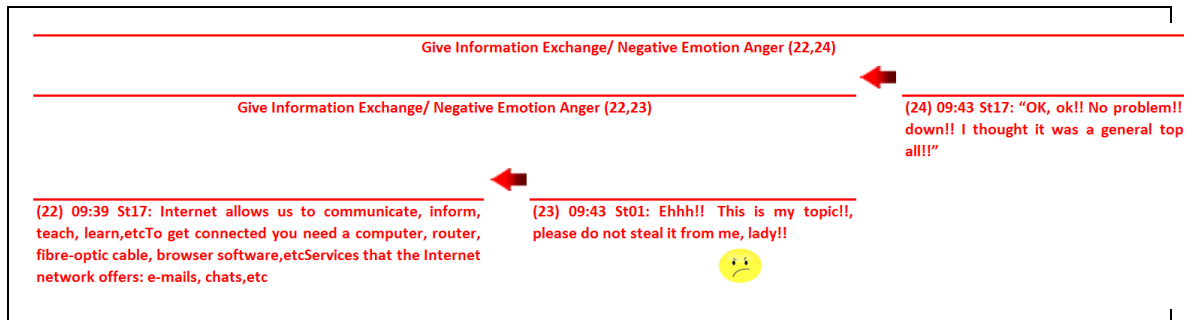 Give Information Exchange/ Negative Emotion Anger (22,24)
Give Information Exchange/ Negative Emotion Anger (22,23)
(24) 09:43 St17: “OK, ok!! No problem!!
down!! I thought it was a general top
all!!”
(22) 09:39 St17: Internet allows us to communicate, inform,
teach, learn,etcTo get connected you need a computer, router,
fibre-optic cable, browser software,etcServices that the Internet
network offers: e-mails, chats,etc
(23) 09:43 St01: Ehhh!! This is my topic!!,
please do not steal it from me, lady!!